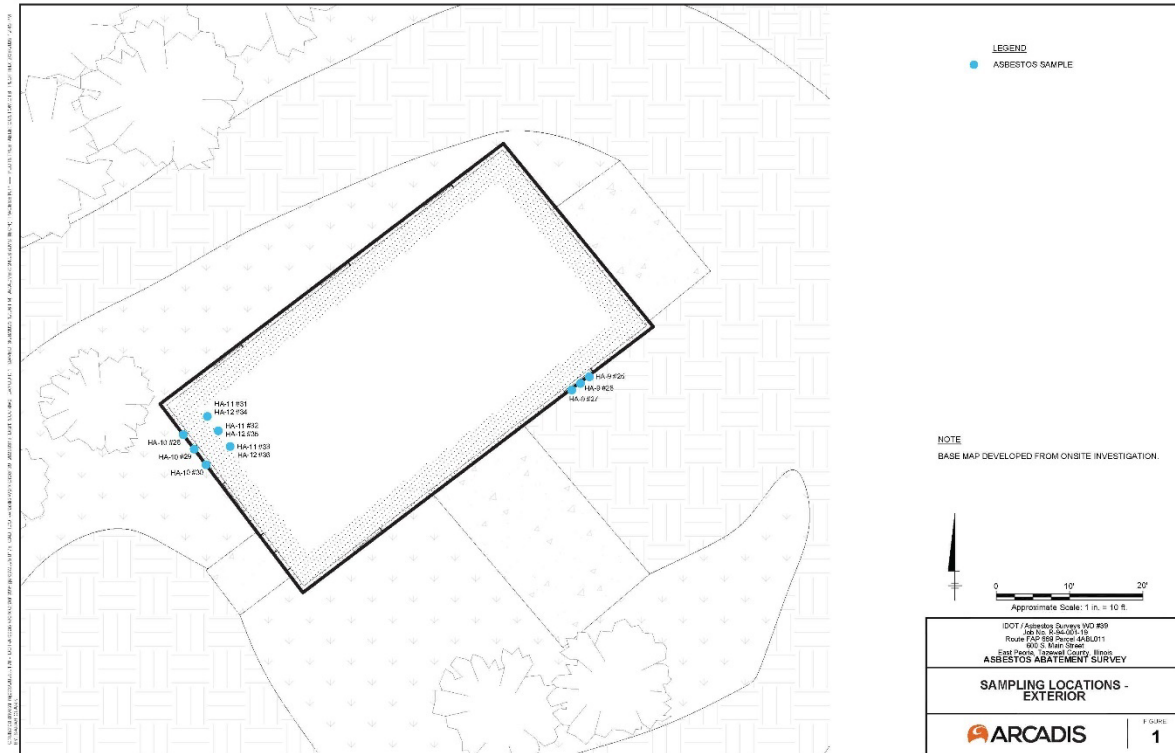 LEGEND
ASBESTOS SAMPLE
HA-9 #25
HA-9 #26
HA-9 #27
HA-11 #31
HA-12 #34
HA-11 #32
HA-12 #35
HA-11 #33
HA-12 #36
HA-10 #28
HA-10 #29
HA-10 #30
NOTE
BASE MAP DEVELOPED FROM ONSITE INVESTIGATION.
0 10' 20'
Approximate Scale: 1 in. = 10 ft.
IDOT / Asbestos Surveys WO #39
Job No. R-94-001-19
Route FAP 669 Parcel 4ABL011
600 S. Main Street
East Peoria, Tazewell County, Illinois
ASBESTOS ABATEMENT SURVEY
SAMPLING LOCATIONS -
EXTERIOR
ARCADIS
FIGURE
1